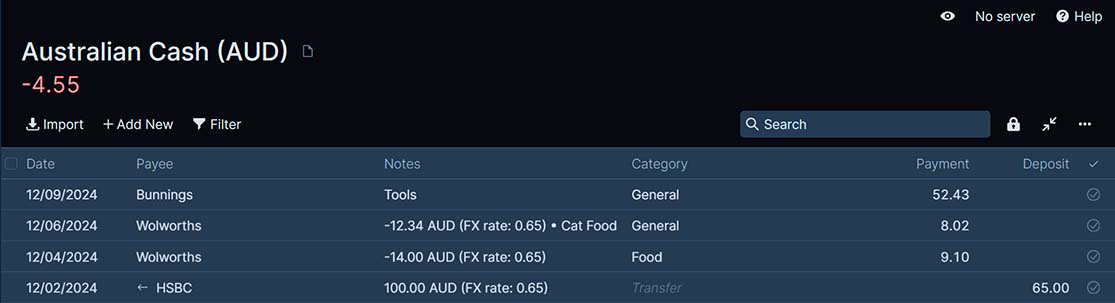 No server Help
Australian Cash (AUD)
-4.55
Import + Add New Filter Search
Date Payee Notes Category Payment Deposit
12/09/2024 Bunnings Tools General 52.43
12/06/2024 Wolworths -12.34 AUD (FX rate: 0.65) • Cat Food General 8.02
12/04/2024 Wolworths -14.00 AUD (FX rate: 0.65) Food 9.10
12/02/2024 ← HSBC 100.00 AUD (FX rate: 0.65) Transfer 65.00